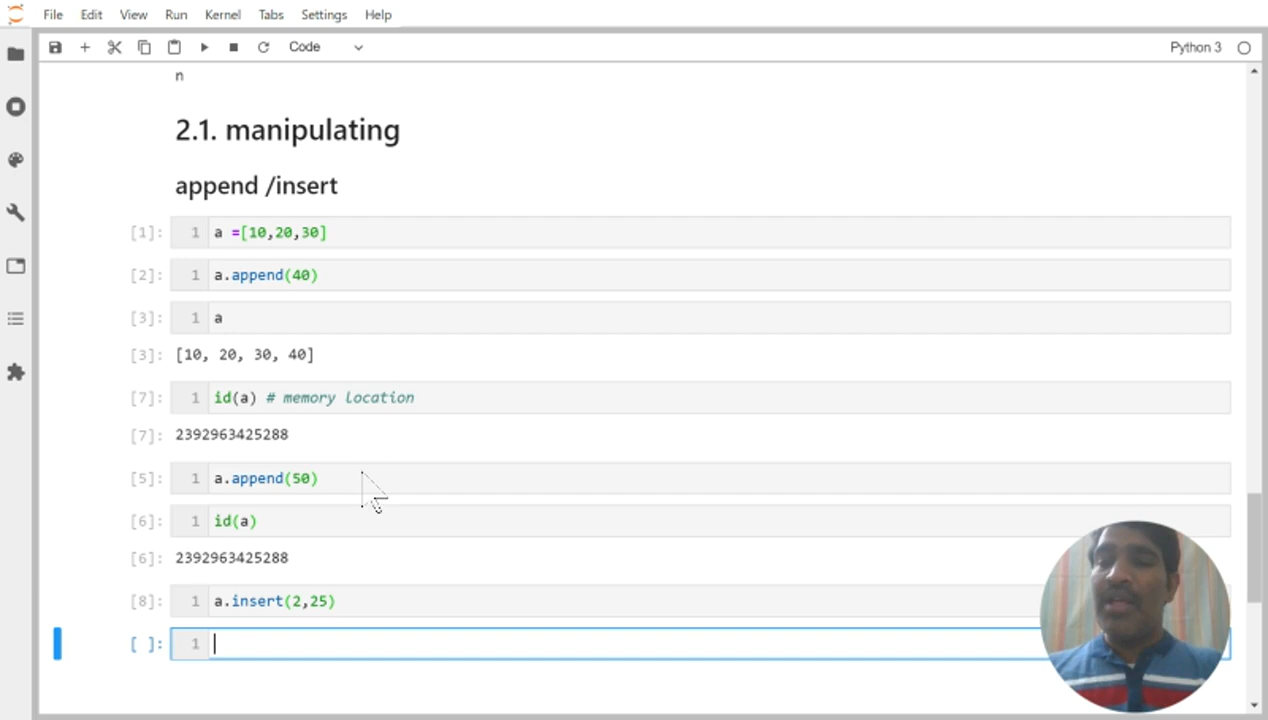 File Edit View Run Kernel Tabs Settings Help
Code Python 3
n
2.1. manipulating
append /insert
[1]: 1 a =[10,20,30]
[2]: 1 a.append(40)
[3]: 1 a
[3]: [10, 20, 30, 40]
[7]: 1 id(a) # memory location
[7]: 2392963425288
[5]: 1 a.append(50)
[6]: 1 id(a)
[6]: 2392963425288
[8]: 1 a.insert(2,25)
[ ]: 1